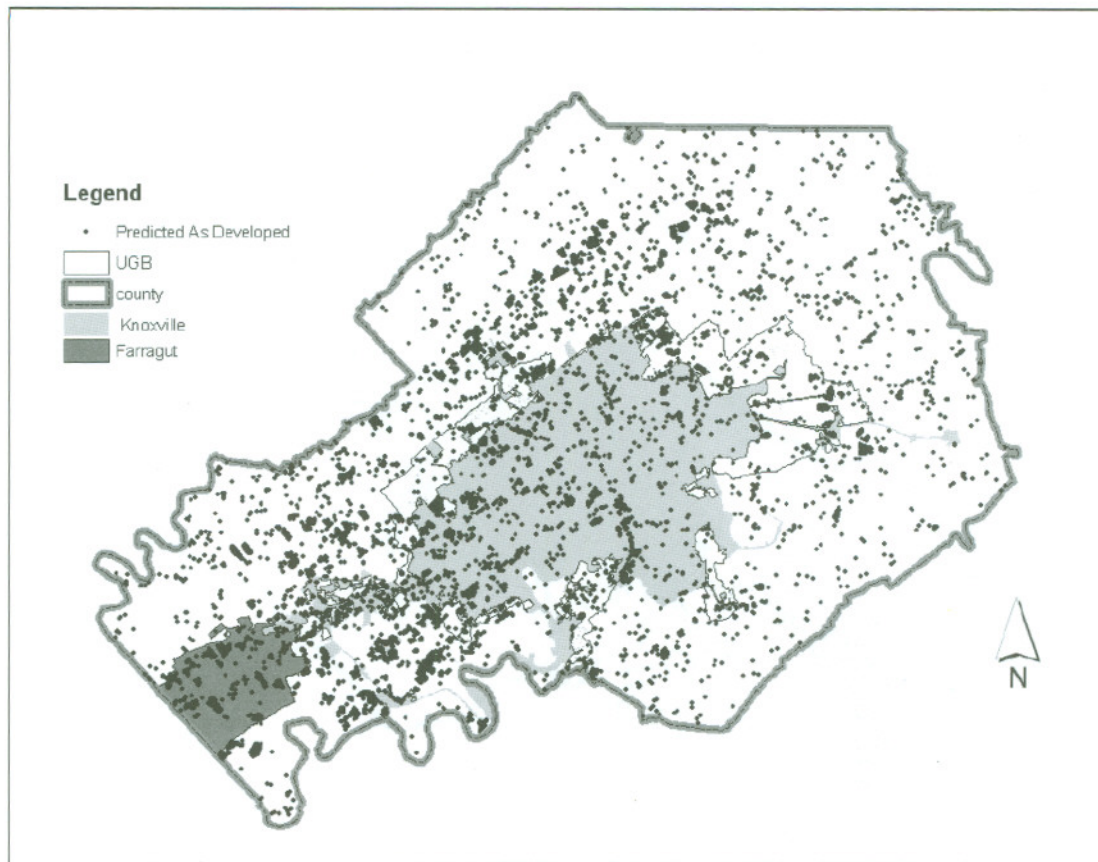 Legend
Predicted As Developed
UGB
county
Knoxville
Farragut
N